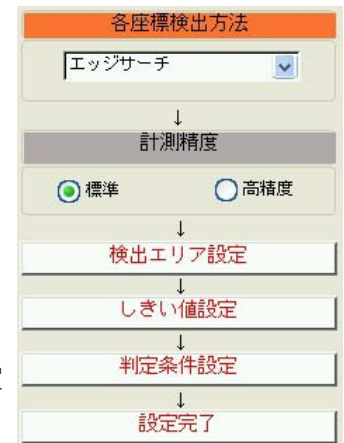 各座標検出方法
エッジサーチ
↓
計測精度
標準 高精度
↓
検出エリア設定
↓
しきい値設定
↓
判定条件設定
↓
設定完了